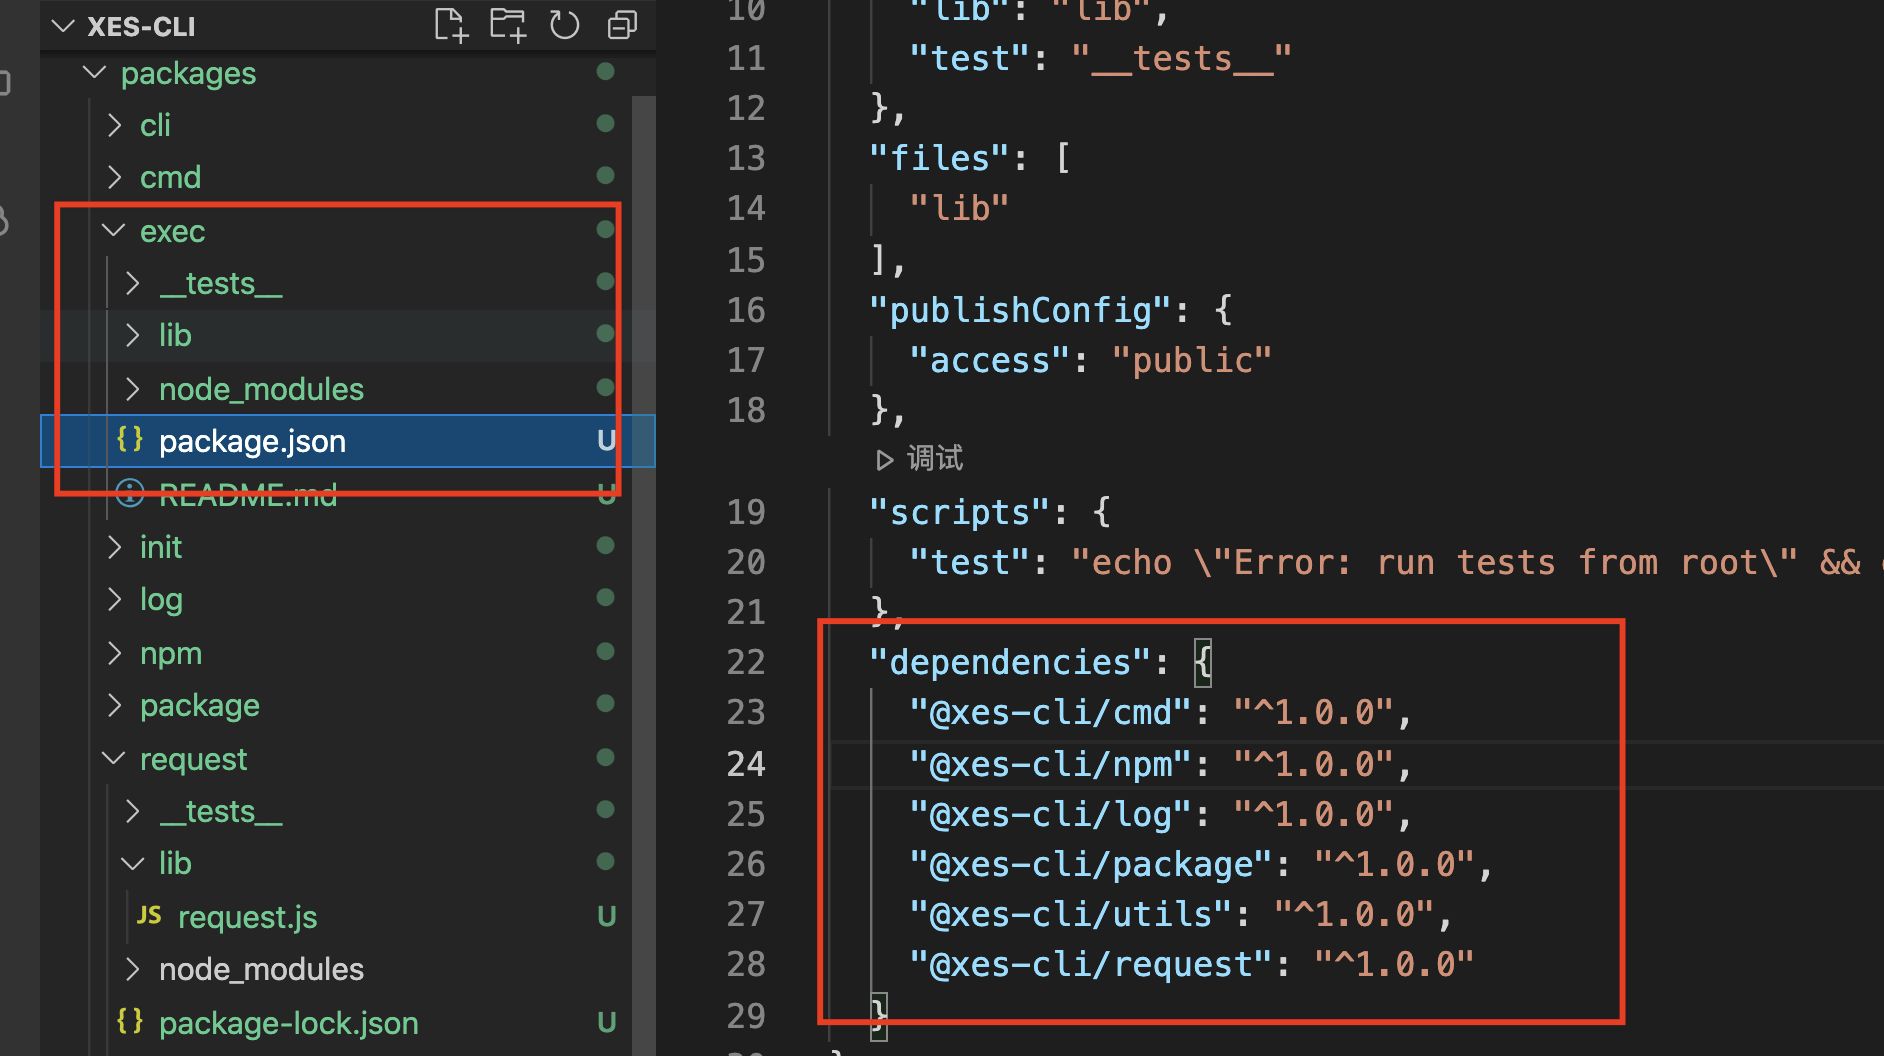 XES-CLI
packages
cli
cmd
exec
__tests__
lib
node_modules
{} package.json U
README.md U
init
log
npm
package
request
__tests__
lib
JS request.js U
node_modules
{} package-lock.json U
10 "lib": "lib",
11 "test": "__tests__"
12 },
13 "files": [
14 "lib"
15 ],
16 "publishConfig": {
17 "access": "public"
18 },
调试
19 "scripts": {
20 "test": "echo \"Error: run tests from root\" &&
21 },
22 "dependencies": {
23 "@xes-cli/cmd": "^1.0.0",
24 "@xes-cli/npm": "^1.0.0",
25 "@xes-cli/log": "^1.0.0",
26 "@xes-cli/package": "^1.0.0",
27 "@xes-cli/utils": "^1.0.0",
28 "@xes-cli/request": "^1.0.0"
29 }